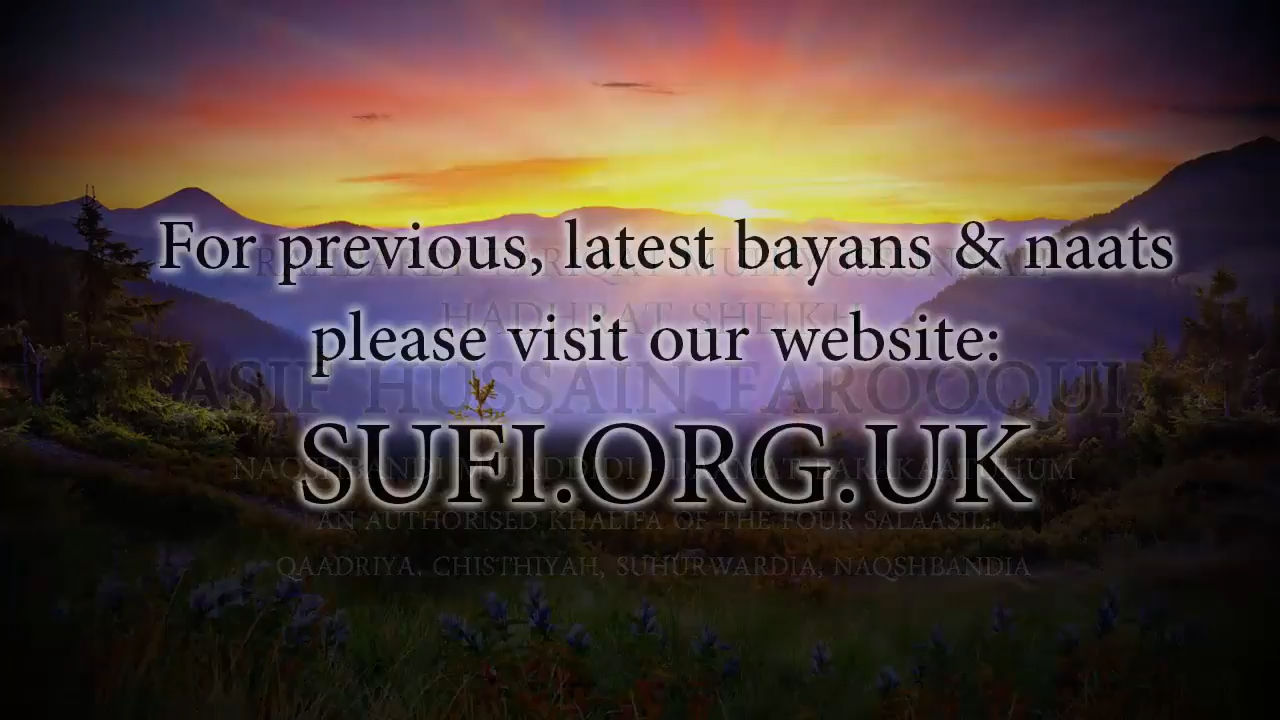 For previous, latest bayans & naats
HADHRAT SHEIKH
please visit our website:
ASIF HUSSAIN FAROOQUI
SUFI.ORG.UK
AN AUTHORISED KHALIFA OF THE FOUR SALAASIL:
QAADRIYA, CHISTHIYAH, SUHURWARDIA, NAQSHBANDIA